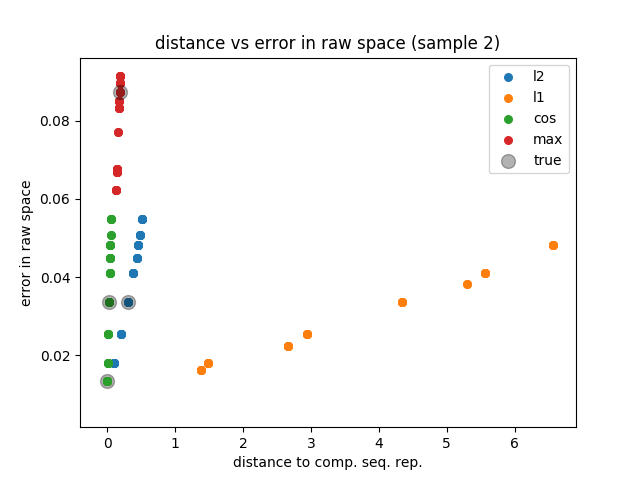 distance vs error in raw space (sample 2)
l2
l1
cos
max
true
error in raw space
0.08
0.06
0.04
0.02
0
1
2
3
4
5
6
distance to comp. seq. rep.